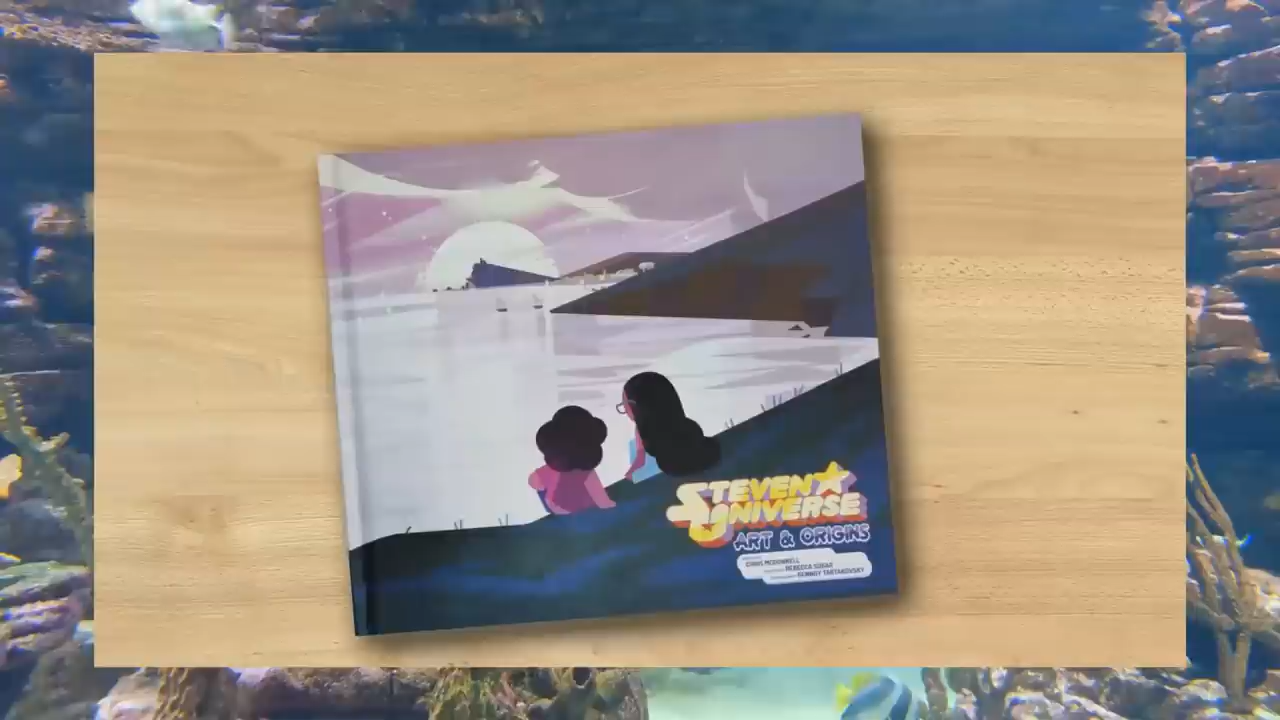 STEVEN
UNIVERSE
ART & ORIGINS
CHRIS MCDONNELL
REBECCA SUGAR
GENNDY TARTAKOVSKY